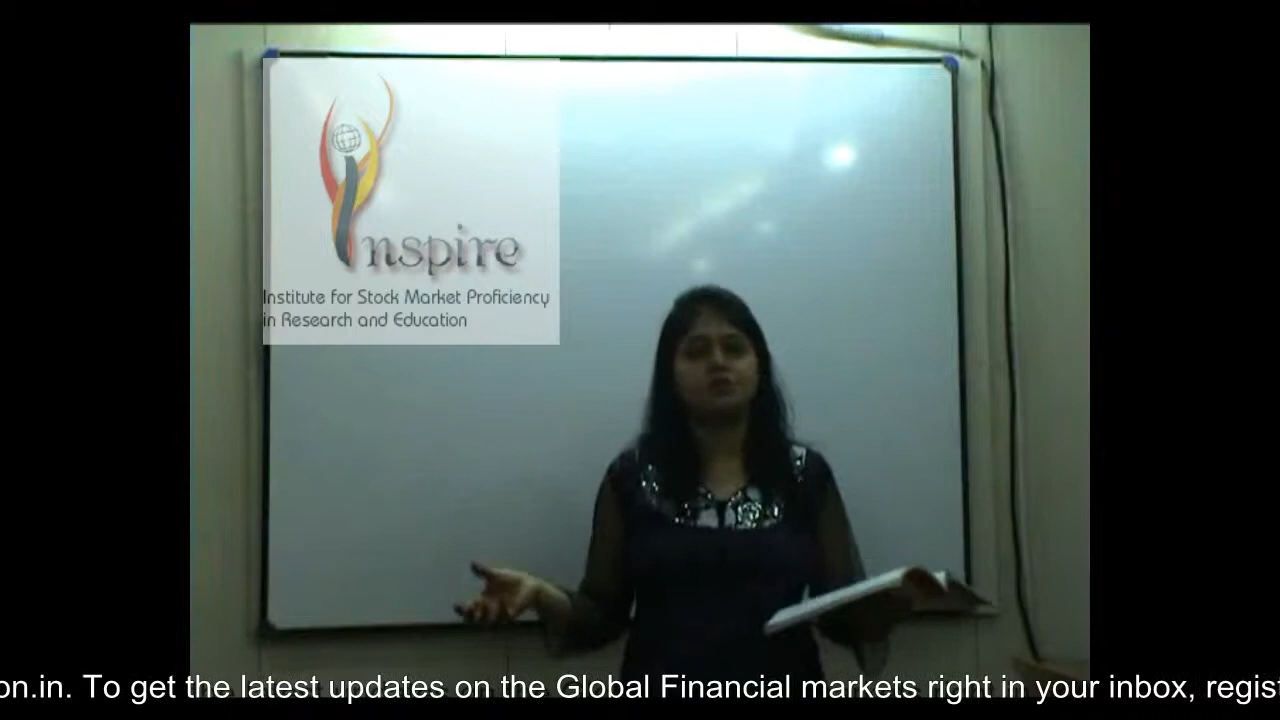 Inspire
Institute for Stock Market Proficiency
in Research and Education
on.in. To get the latest updates on the Global Financial markets right in your inbox, regist